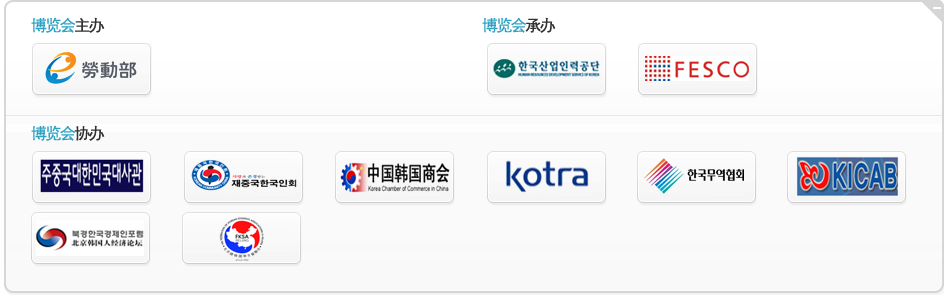 博览会主办
博览会承办
勞動部
한국산업인력공단
HUMAN RESOURCES DEVELOPMENT SERVICE OF KOREA
FESCO
博览会协办
주중국대한민국대사관
재중국한국인회
中国韩国商会
Korea Chamber of Commerce in China
kotra
한국무역협회
KICAB
북경한국경제인포럼
北京韩国人经济论坛
FKSA